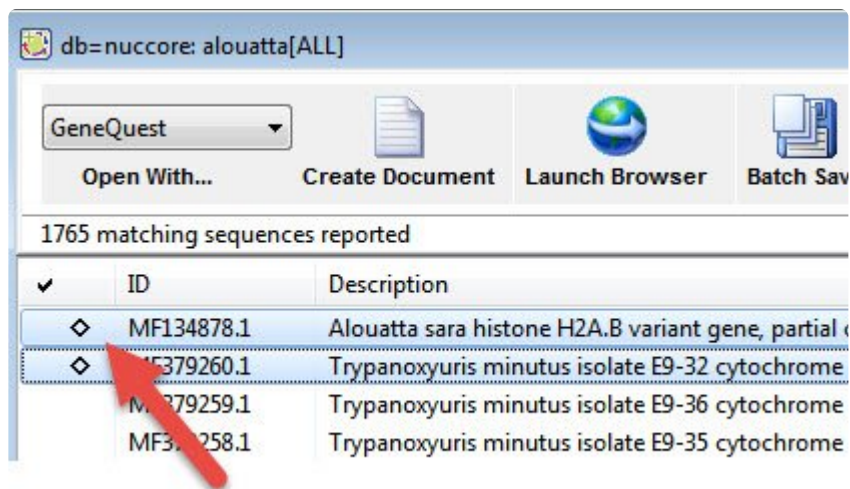 db=nuccore: alouatta[ALL]
GeneQuest
Open With... Create Document Launch Browser Batch Sav
1765 matching sequences reported
✔ ID Description
MF134878.1 Alouatta sara histone H2A.B variant gene, partial
379260.1 Trypanoxyuris minutus isolate E9-32 cytochrome
79259.1 Trypanoxyuris minutus isolate E9-36 cytochrome
258.1 Trypanoxyuris minutus isolate E9-35 cytochrome